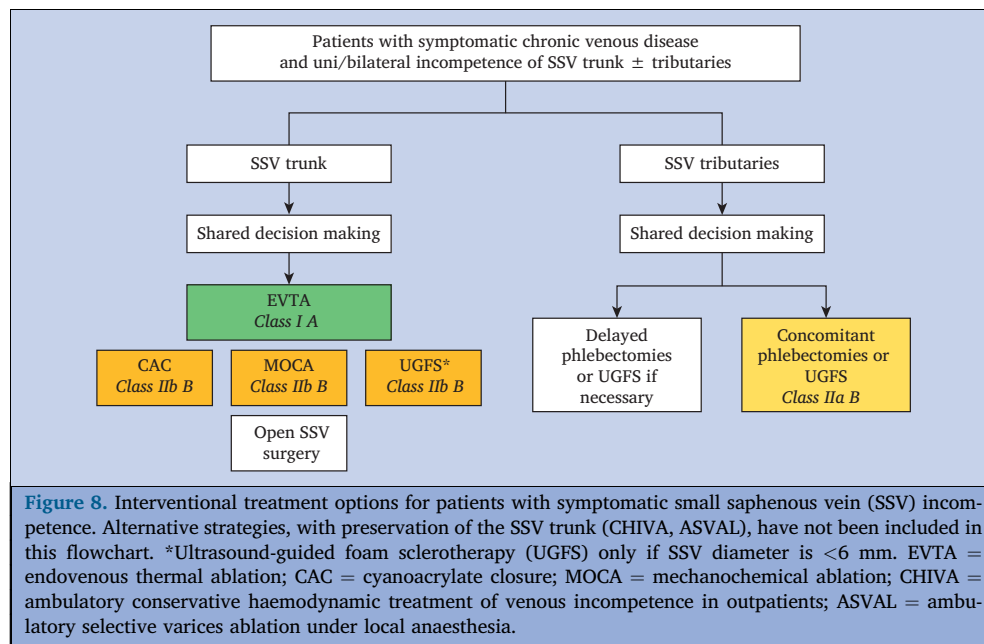 Patients with symptomatic chronic venous disease
and uni/bilateral incompetence of SSV trunk ± tributaries
SSV trunk
SSV tributaries
Shared decision making
Shared decision making
EVTA
Class I A
CAC
Class IIb B
MOCA
Class IIb B
UGFS*
Class IIb B
Open SSV
surgery
Delayed
phlebectomies
or UGFS if
necessary
Concomitant
phlebectomies or
UGFS
Class IIa B
Figure 8. Interventional treatment options for patients with symptomatic small saphenous vein (SSV) incom-
petence. Alternative strategies, with preservation of the SSV trunk (CHIVA, ASVAL), have not been included in
this flowchart. *Ultrasound-guided foam sclerotherapy (UGFS) only if SSV diameter is <6 mm. EVTA =
endovenous thermal ablation; CAC = cyanoacrylate closure; MOCA = mechanochemical ablation; CHIVA =
ambulatory conservative haemodynamic treatment of venous incompetence in outpatients; ASVAL = ambu-
latory selective varices ablation under local anaesthesia.